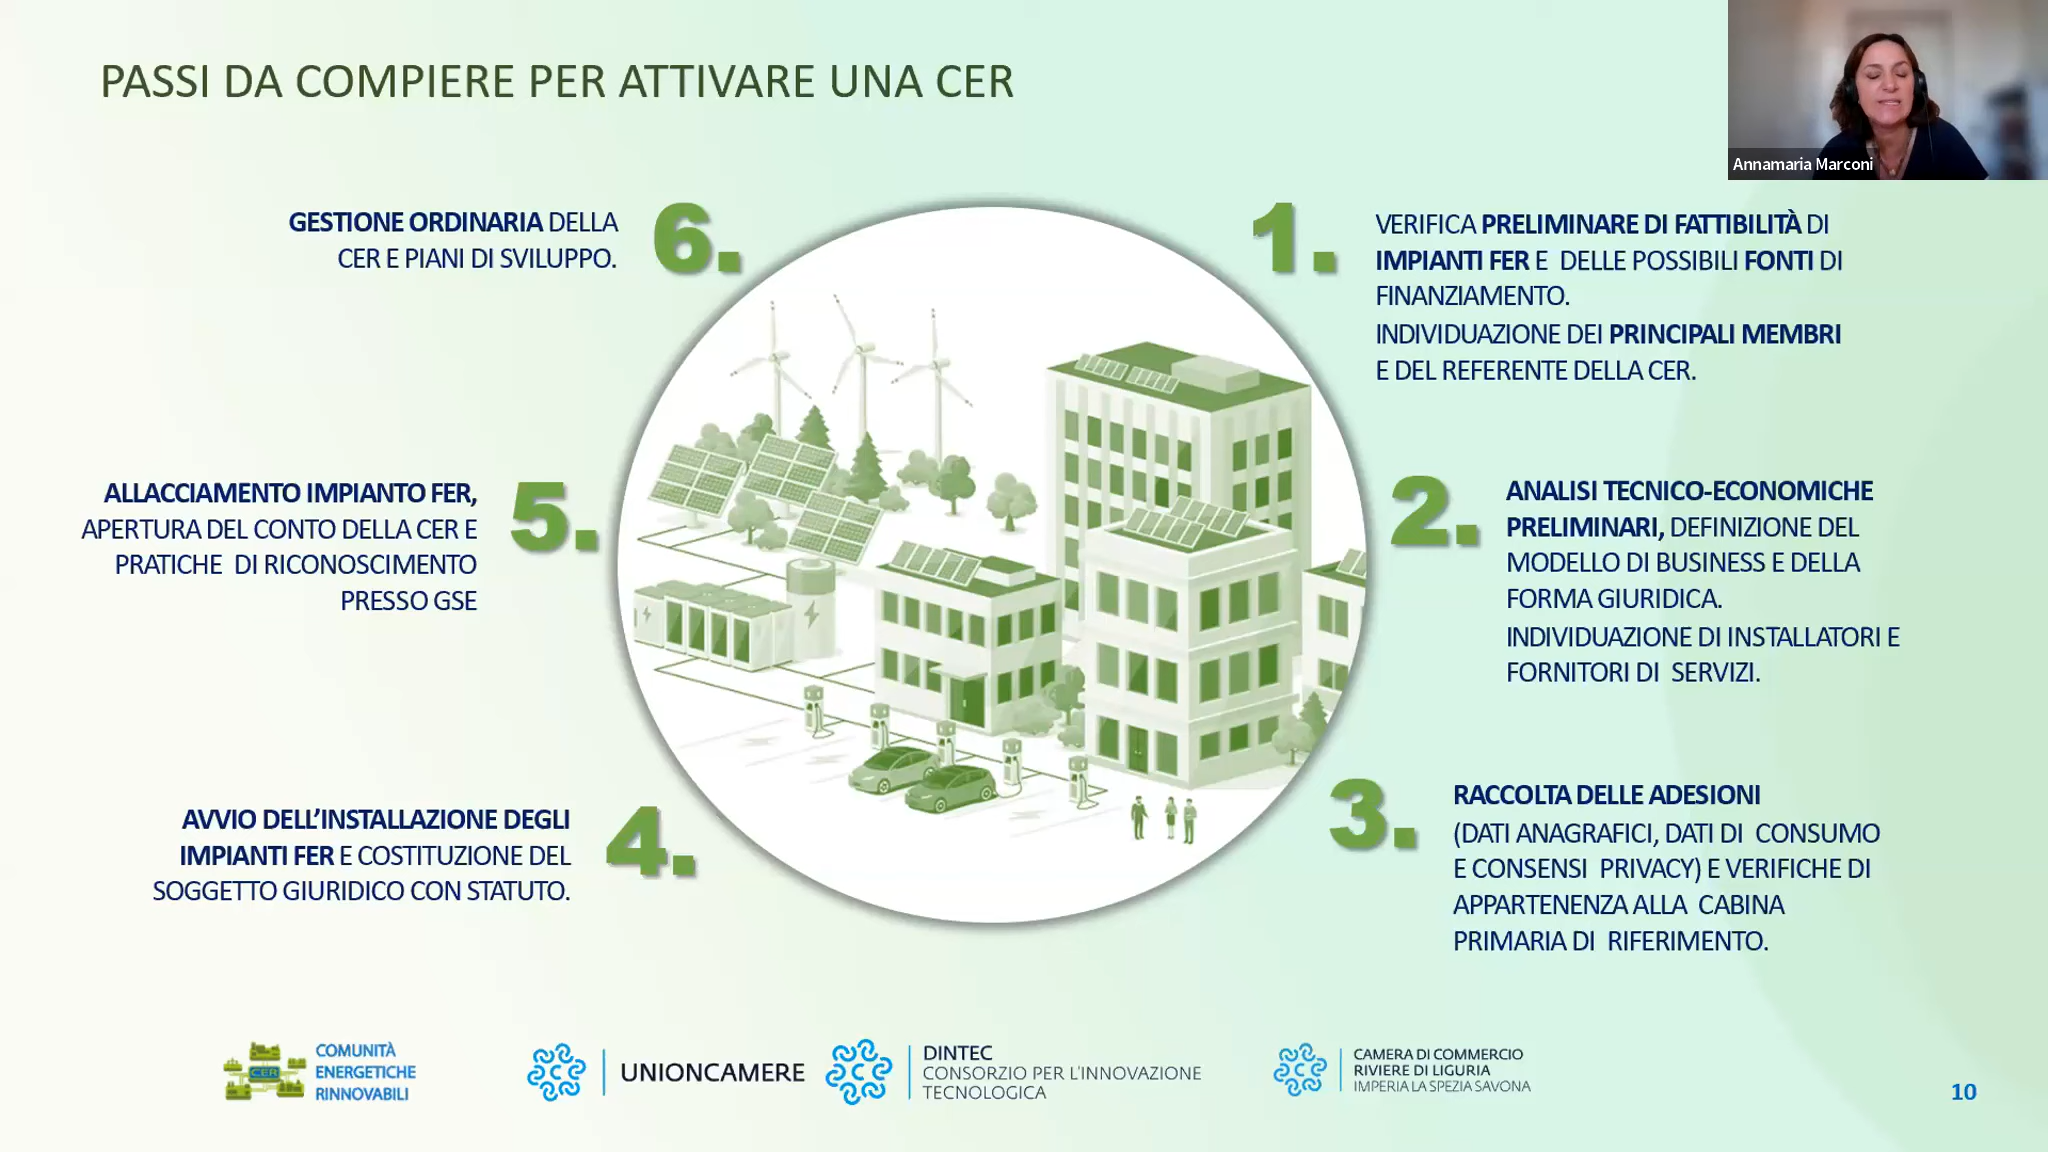 PASSI DA COMPIERE PER ATTIVARE UNA CER
Annamaria Marconi
1.
VERIFICA PRELIMINARE DI FATTIBILITÀ DI
IMPIANTI FER E DELLE POSSIBILI FONTI DI
FINANZIAMENTO.
INDIVIDUAZIONE DEI PRINCIPALI MEMBRI
E DEL REFERENTE DELLA CER.
2.
ANALISI TECNICO-ECONOMICHE
PRELIMINARI, DEFINIZIONE DEL
MODELLO DI BUSINESS E DELLA
FORMA GIURIDICA.
INDIVIDUAZIONE DI INSTALLATORI E
FORNITORI DI SERVIZI.
3.
RACCOLTA DELLE ADESIONI
(DATI ANAGRAFICI, DATI DI CONSUMO
E CONSENSI PRIVACY) E VERIFICHE DI
APPARTENENZA ALLA CABINA
PRIMARIA DI RIFERIMENTO.
4.
AVVIO DELL'INSTALLAZIONE DEGLI
IMPIANTI FER E COSTITUZIONE DEL
SOGGETTO GIURIDICO CON STATUTO.
5.
ALLACCIAMENTO IMPIANTO FER,
APERTURA DEL CONTO DELLA CER E
PRATICHE DI RICONOSCIMENTO
PRESSO GSE
6.
GESTIONE ORDINARIA DELLA
CER E PIANI DI SVILUPPO.
CER
COMUNITÀ
ENERGETICHE
RINNOVABILI
UNIONCAMERE
DINTEC
CONSORZIO PER L'INNOVAZIONE
TECNOLOGICA
CAMERA DI COMMERCIO
RIVIERE DI LIGURIA
IMPERIA LA SPEZIA SAVONA
10